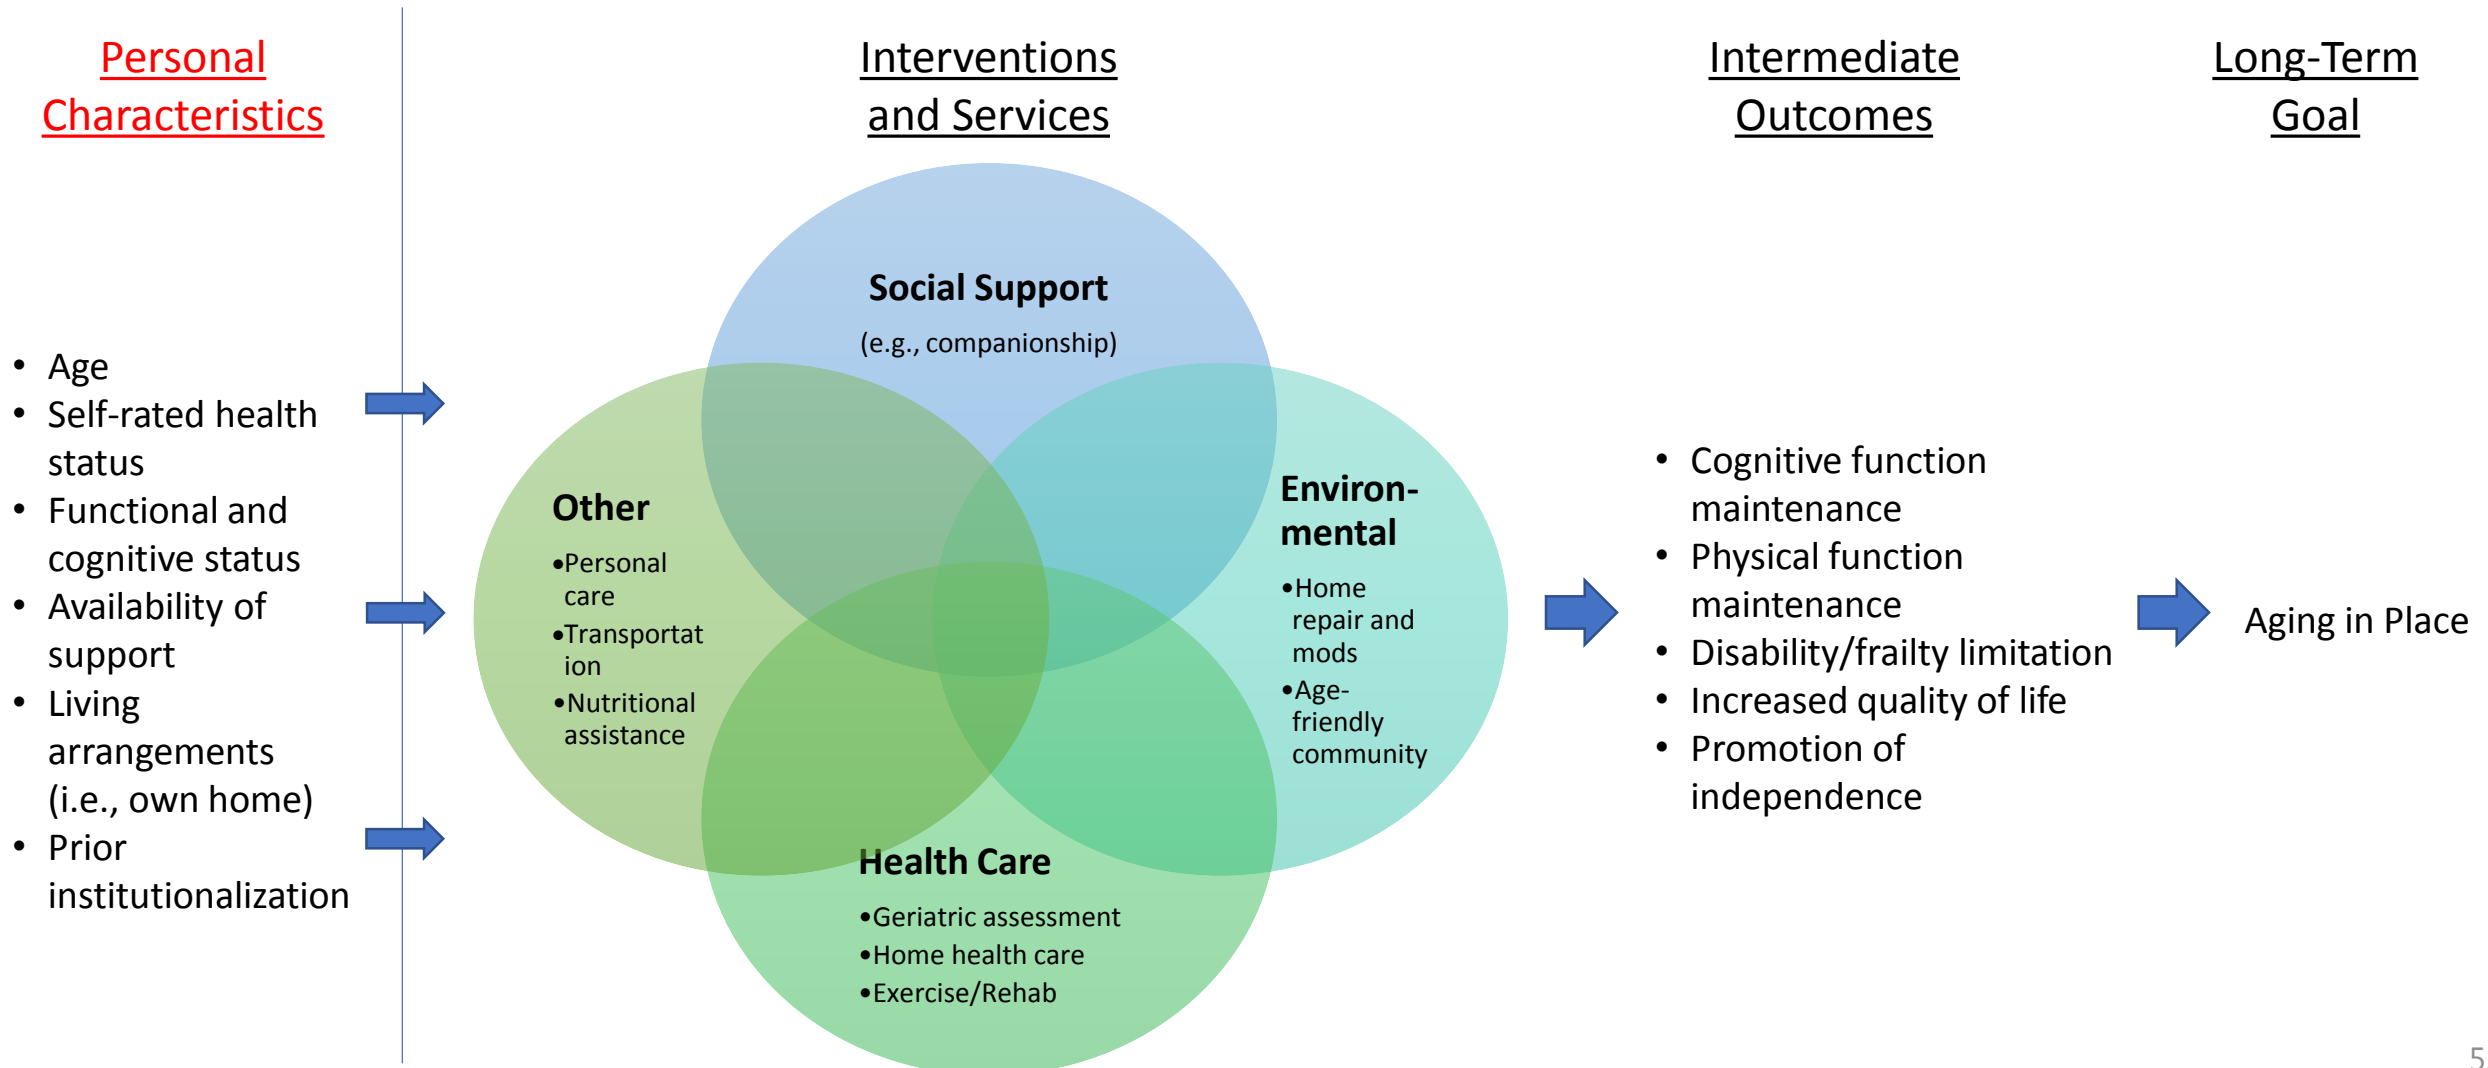 Personal
Characteristics
• Age
• Self-rated health
status
• Functional and
cognitive status
• Availability of
support
• Living
arrangements
(i.e., own home)
• Prior
institutionalization
Interventions
and Services
Social Support
(e.g., companionship)
Other
•Personal
care
•Transportat
ion
•Nutritional
assistance
Environ-
mental
•Home
repair and
mods
•Age-
friendly
community
Health Care
•Geriatric assessment
•Home health care
•Exercise/Rehab
Intermediate
Outcomes
• Cognitive function
maintenance
• Physical function
maintenance
• Disability/frailty limitation
• Increased quality of life
• Promotion of
independence
Long-Term
Goal
Aging in Place
5